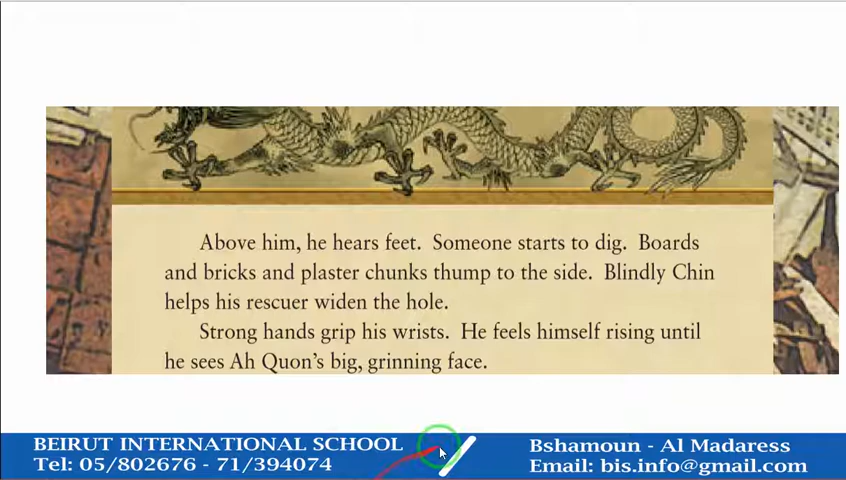 Above him, he hears feet. Someone starts to dig. Boards
and bricks and plaster chunks thump to the side. Blindly Chin
helps his rescuer widen the hole.
Strong hands grip his wrists. He feels himself rising until
he sees Ah Quon's big, grinning face.
BEIRUT INTERNATIONAL SCHOOL
Tel: 05/802676 - 71/394074
Bshamoun - Al Madaress
Email: bis.info@gmail.com